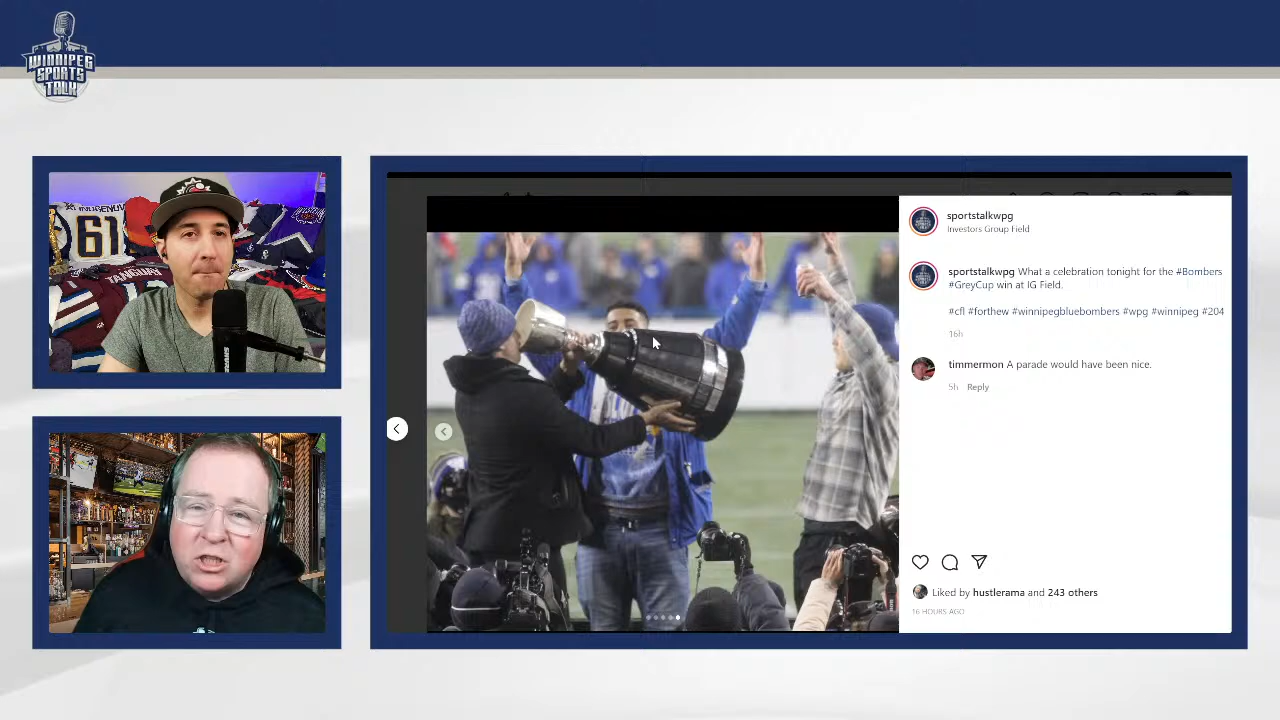 WINNIPEG
SPORTS
TALK
61
SHURE
sportstalkwpg
Investors Group Field
sportstalkwpg What a celebration tonight for the #Bombers
#GreyCup win at IG Field.
#cfl #forthew #winnipegbluebombers #wpg #winnipeg #204
16h
timmermon A parade would have been nice.
5h Reply
Liked by hustlerama and 243 others
16 HOURS AGO